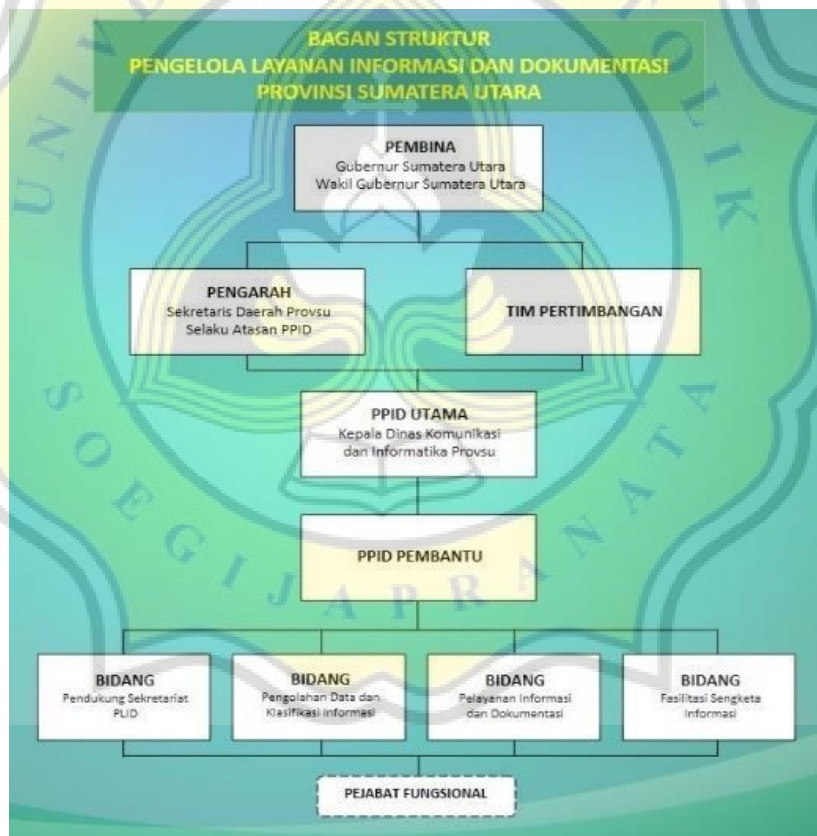 BAGAN STRUKTUR
PENGELOLA LAYANAN INFORMASI DAN DOKUMENTASI
PROVINSI SUMATERA UTARA
PEMBINA
Gubernur Sumatera Utara
Wakil Gubernur Sumatera Utara
PENGARAH
Sekretaris Daerah Provsu
Selaku Atasan PPID
TIM PERTIMBANGAN
PPID UTAMA
Kepala Dinas Komunikasi
dan Informatika Provsu
PPID PEMBANTU
BIDANG
Pendukung Sekretariat
PLID
BIDANG
Pengolahan Data dan
Klasifikasi Informasi
BIDANG
Pelayanan Informasi
dan Dokumentasi
BIDANG
Fasilitasi Sengketa
Informasi
PEJABAT FUNGSIONAL
SOEGIJAPRANATA